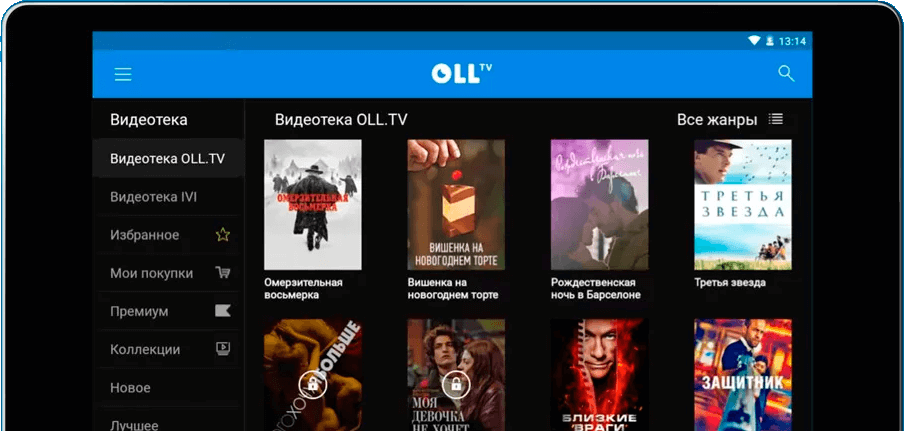 13:14
OLL TV
Видеотека
Видеотека OLL.TV
Все жанры
Видеотека OLL.TV
Видеотека IVI
Избранное
Мои покупки
Премиум
Коллекции
Новое
Лучшее
ОМЕРЗИТЕЛЬНАЯ
ВОСЬМЕРКА
ВИШЕНКА НА
НОВОГОДНЕМ ТОРТЕ
Рождественская ночь
в Барселоне
ТРЕТЬЯ
ЗВЕЗДА
Омерзительная
восьмерка
Вишенка на
новогоднем торте
Рождественская
ночь в Барселоне
Третья звезда
БОЛЬШЕ
МОЯ
ДЕВОЧКА
НЕ ХОЧЕТ
БЛИЗКИЕ
"ВРАГИ"
ЗАЩИТНИК